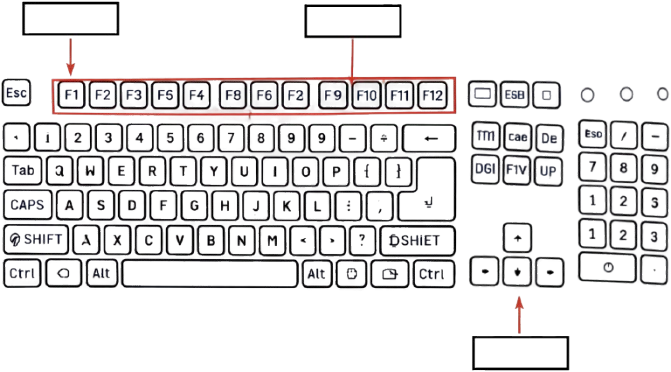 Esc F1 F2 F3 F5 F4 F8 F6 F2 F9 F10 F11 F12 ESB
1 2 3 4 5 6 7 8 9 9 - ÷ ← cae De / -
Tab Q W E R T Y U I O P { } DGI F1V UP 7 8 9
CAPS A S D F G H J K L : , 1 2 3
SHIFT A X C V B N M < > ? SHIET 1 2 3
Ctrl Alt Alt Ctrl